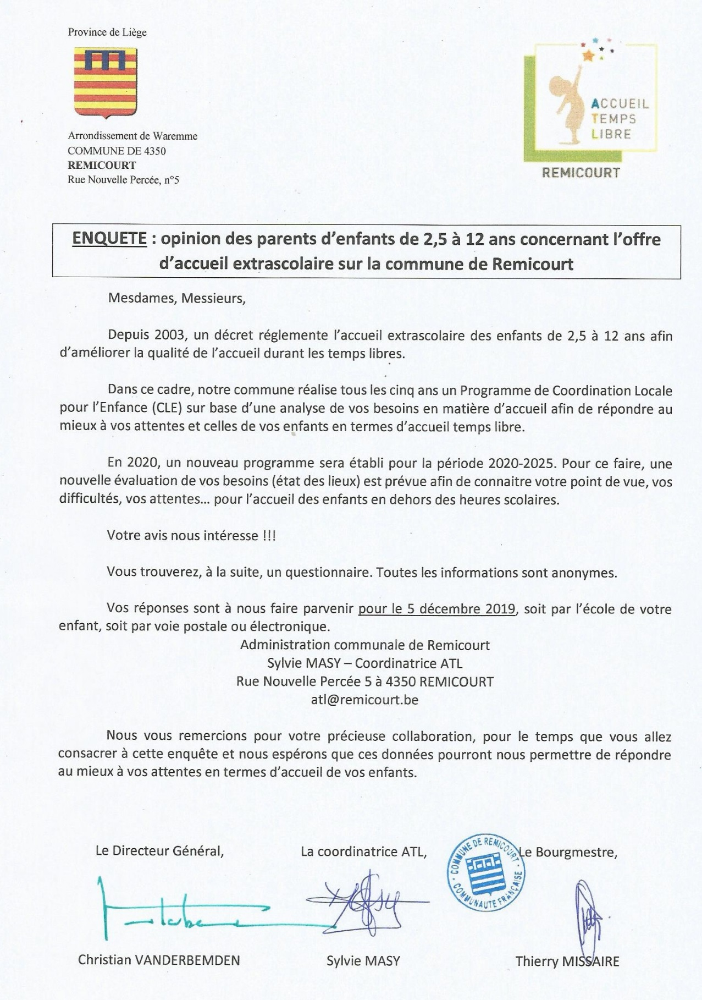 Province de Liège
Arrondissement de Waremme
COMMUNE DE 4350
REMICOURT
Rue Nouvelle Percée, n°5
ACCUEIL
TEMPS
LIBRE
REMICOURT
ENQUETE : opinion des parents d'enfants de 2,5 à 12 ans concernant l'offre
d'accueil extrascolaire sur la commune de Remicourt
Mesdames, Messieurs,
Depuis 2003, un décret réglemente l'accueil extrascolaire des enfants de 2,5 à 12 ans afin
d'améliorer la qualité de l'accueil durant les temps libres.
Dans ce cadre, notre commune réalise tous les cinq ans un Programme de Coordination Locale
pour l'Enfance (CLE) sur base d'une analyse de vos besoins en matière d'accueil afin de répondre au
mieux à vos attentes et celles de vos enfants en termes d'accueil temps libre.
En 2020, un nouveau programme sera établi pour la période 2020-2025. Pour ce faire, une
nouvelle évaluation de vos besoins (état des lieux) est prévue afin de connaitre votre point de vue, vos
difficultés, vos attentes... pour l'accueil des enfants en dehors des heures scolaires.
Votre avis nous intéresse !!!
Vous trouverez, à la suite, un questionnaire. Toutes les informations sont anonymes.
Vos réponses sont à nous faire parvenir pour le 5 décembre 2019, soit par l'école de votre
enfant, soit par voie postale ou électronique.
Administration communale de Remicourt
Sylvie MASY – Coordinatrice ATL
Rue Nouvelle Percée 5 à 4350 REMICOURT
atl@remicourt.be
Nous vous remercions pour votre précieuse collaboration, pour le temps que vous allez
consacrer à cette enquête et nous espérons que ces données pourront nous permettre de répondre
au mieux à vos attentes en termes d'accueil de vos enfants.
Le Directeur Général,
La coordinatrice ATL,
COMMUNE DE REMICOURT
COMMUNAUTE FRANÇAISE
Le Bourgmestre,
Christian VANDERBEMDEN
Sylvie MASY
Thierry MISSAIRE